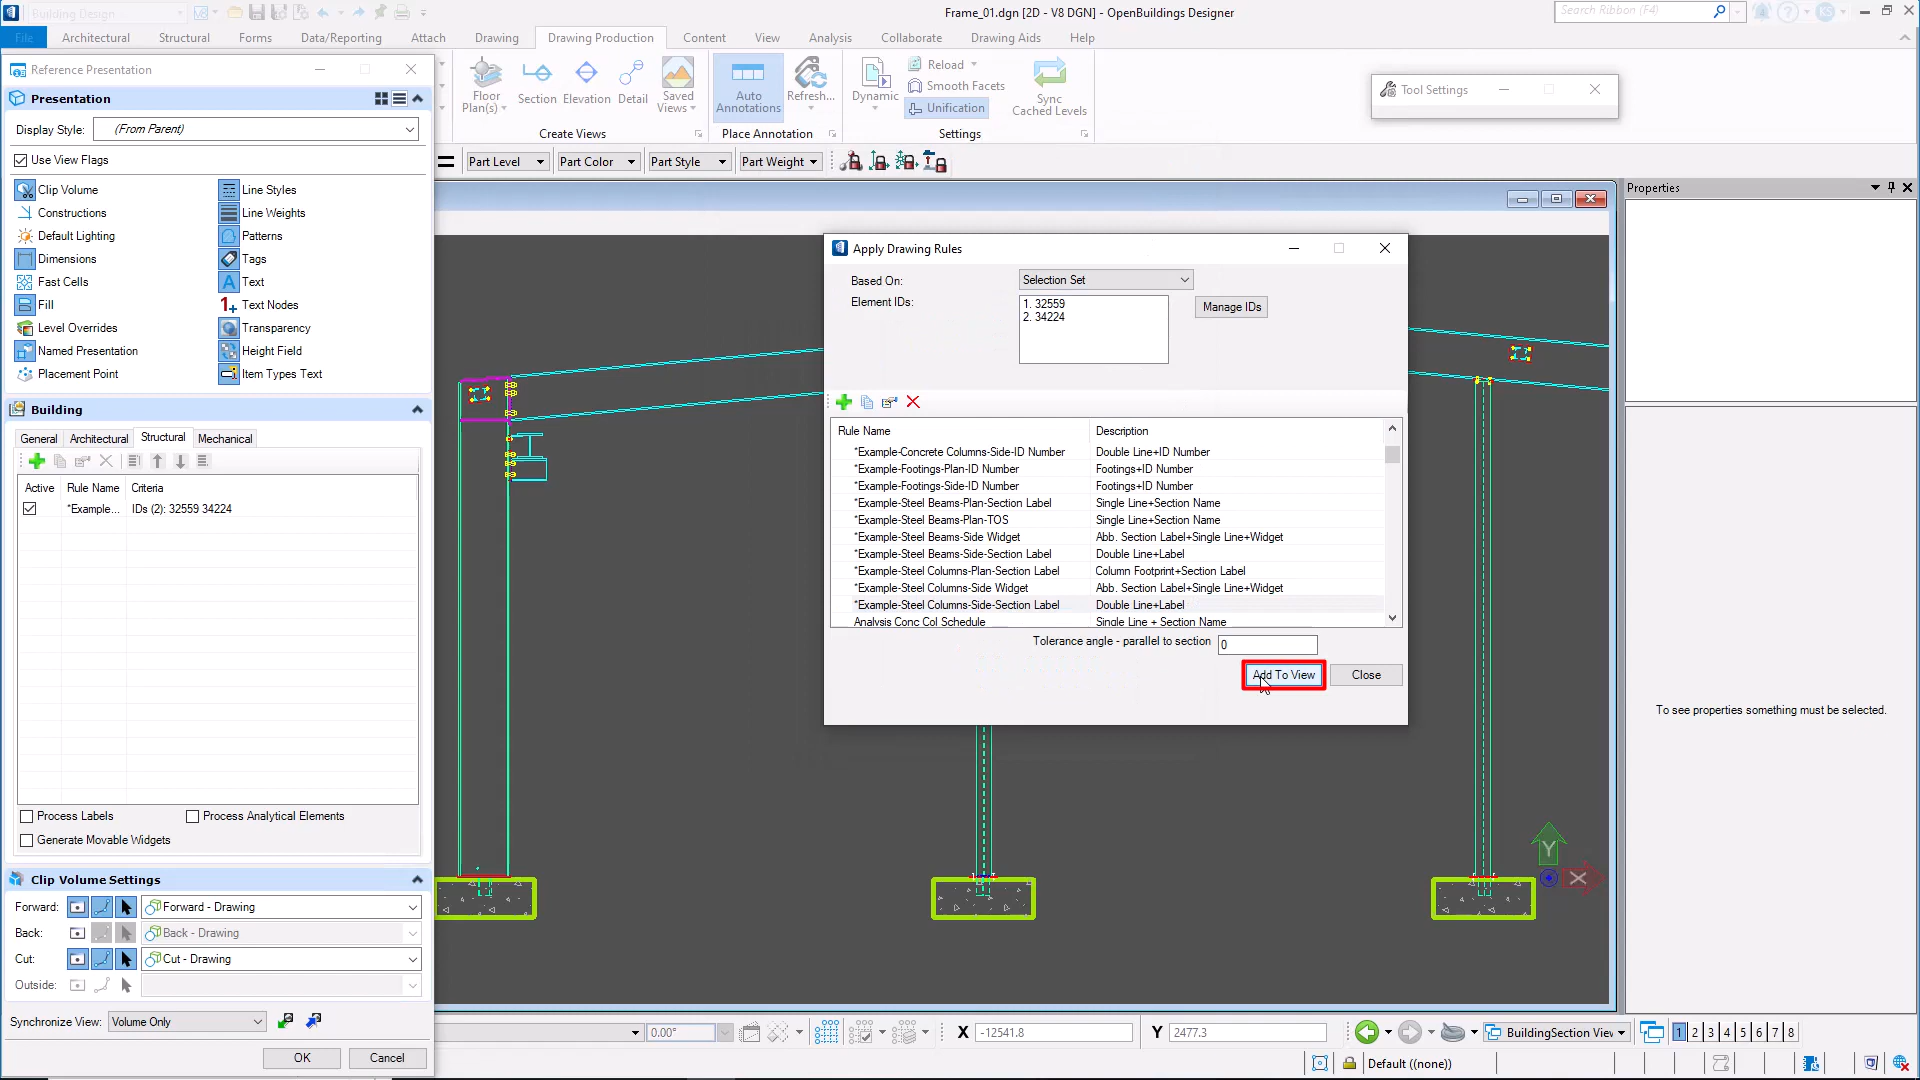 Building Design
Frame_01.dgn [2D - V8 DGN] - OpenBuildings Designer
Search Ribbon (F4)
KS
File Architectural Structural Forms Data/Reporting Attach Drawing Drawing Production Content View Analysis Collaborate Drawing Aids Help
Reference Presentation
Floor Plan(s) Section Elevation Detail Saved Views
Create Views
Auto Annotations Refresh...
Place Annotation
Dynamic Reload
Smooth Facets
Unification
Sync Cached Levels
Settings
Tool Settings
Part Level Part Color Part Style Part Weight
Presentation
Display Style: (From Parent)
Use View Flags
Clip Volume Line Styles
Constructions Line Weights
Default Lighting Patterns
Dimensions Tags
Fast Cells Text
Fill Text Nodes
Level Overrides Transparency
Named Presentation Height Field
Placement Point Item Types Text
Building
General Architectural Structural Mechanical
Active Rule Name Criteria
*Example... IDs (2): 32559 34224
Process Labels Process Analytical Elements
Generate Movable Widgets
Clip Volume Settings
Forward: Forward - Drawing
Back: Back - Drawing
Cut: Cut - Drawing
Outside:
Synchronize View: Volume Only
OK Cancel
Apply Drawing Rules
Based On: Selection Set
Element IDs: 1. 32559
2. 34224
Manage IDs
Rule Name Description
*Example-Concrete Columns-Side-ID Number Double Line+ID Number
*Example-Footings-Plan-ID Number Footings+ID Number
*Example-Footings-Side-ID Number Footings+ID Number
*Example-Steel Beams-Plan-Section Label Single Line+Section Name
*Example-Steel Beams-Plan-TOS Single Line+Section Name
*Example-Steel Beams-Side Widget Abb. Section Label+Single Line+Widget
*Example-Steel Beams-Side-Section Label Double Line+Label
*Example-Steel Columns-Plan-Section Label Column Footprint+Section Label
*Example-Steel Columns-Side Widget Abb. Section Label+Single Line+Widget
*Example-Steel Columns-Side-Section Label Double Line+Label
Analysis Conc Col Schedule Single Line + Section Name
Tolerance angle - parallel to section 0
Add To View Close
Properties
To see properties something must be selected.
Y
X
0.00° X -12541.8 Y 2477.3 BuildingSection View 1 2 3 4 5 6 7 8
Default ((none))